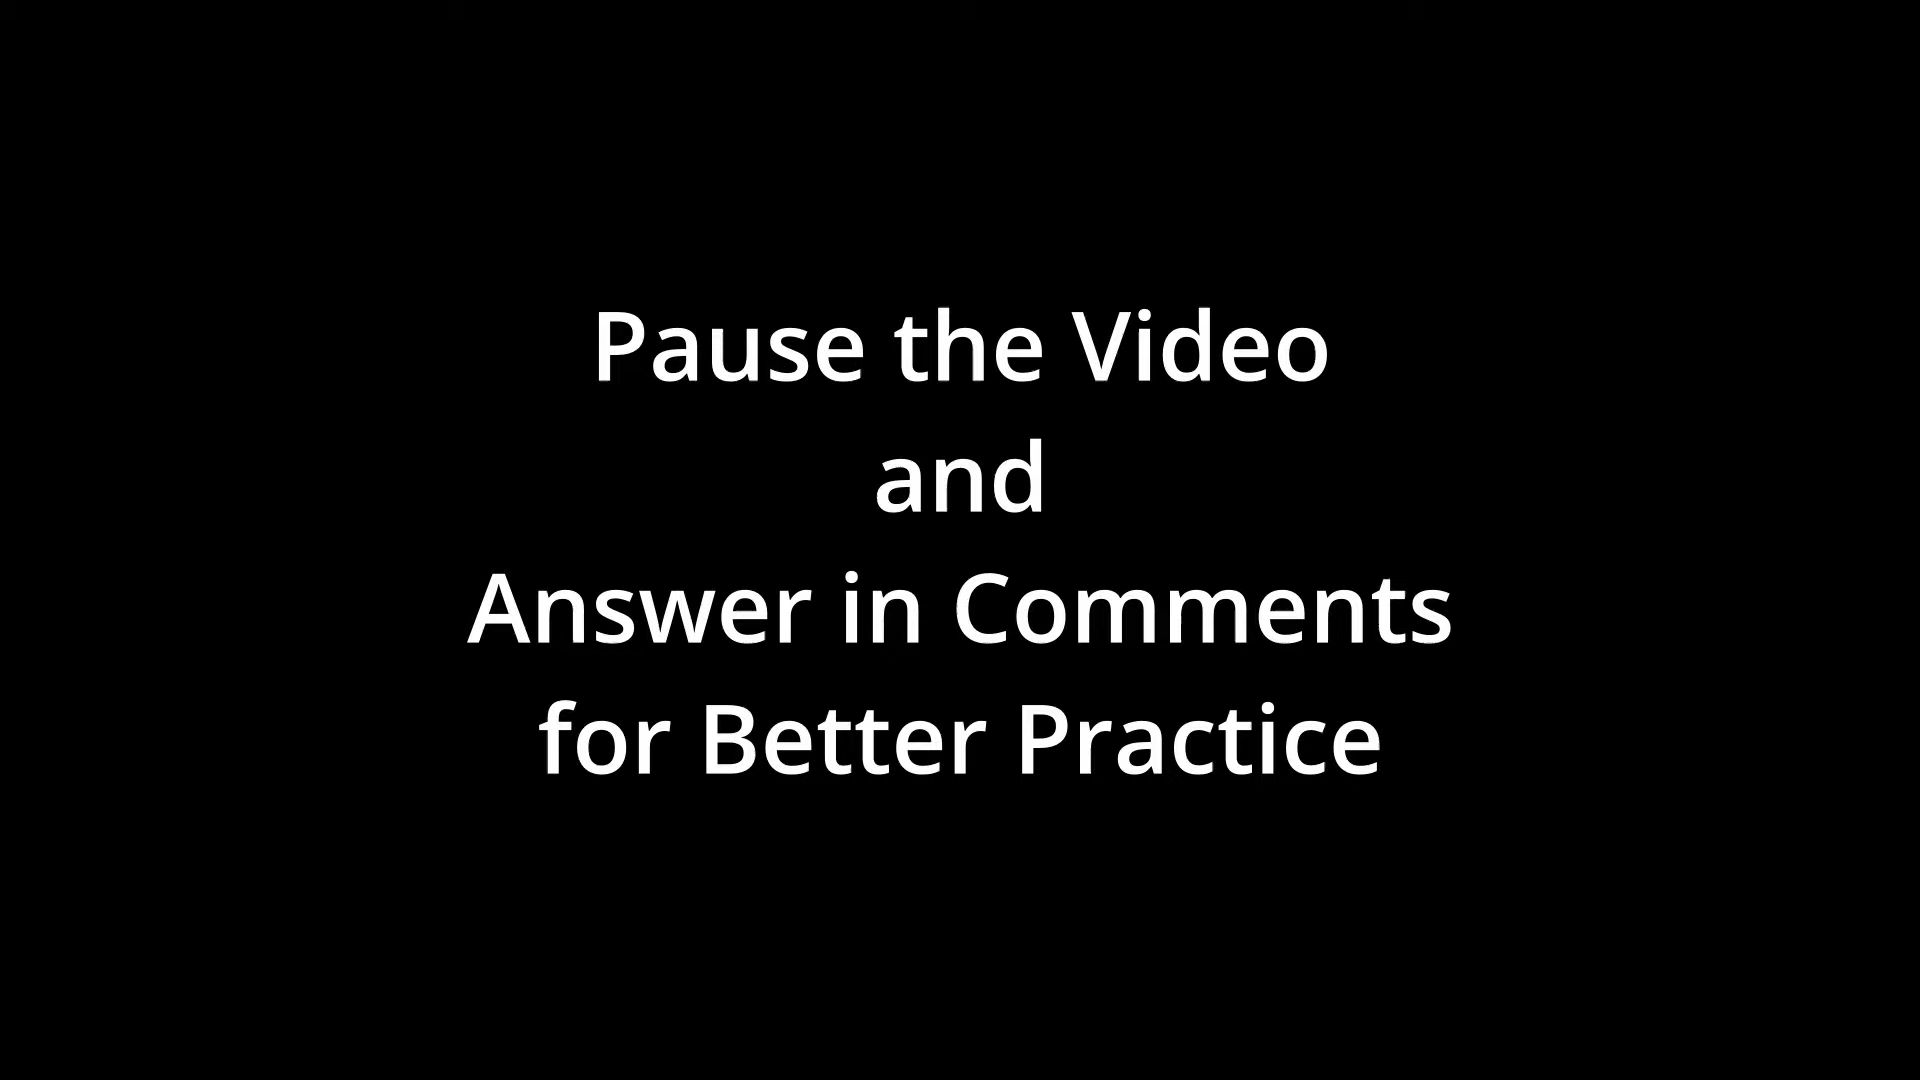 Pause the Video
and
Answer in Comments
for Better Practice